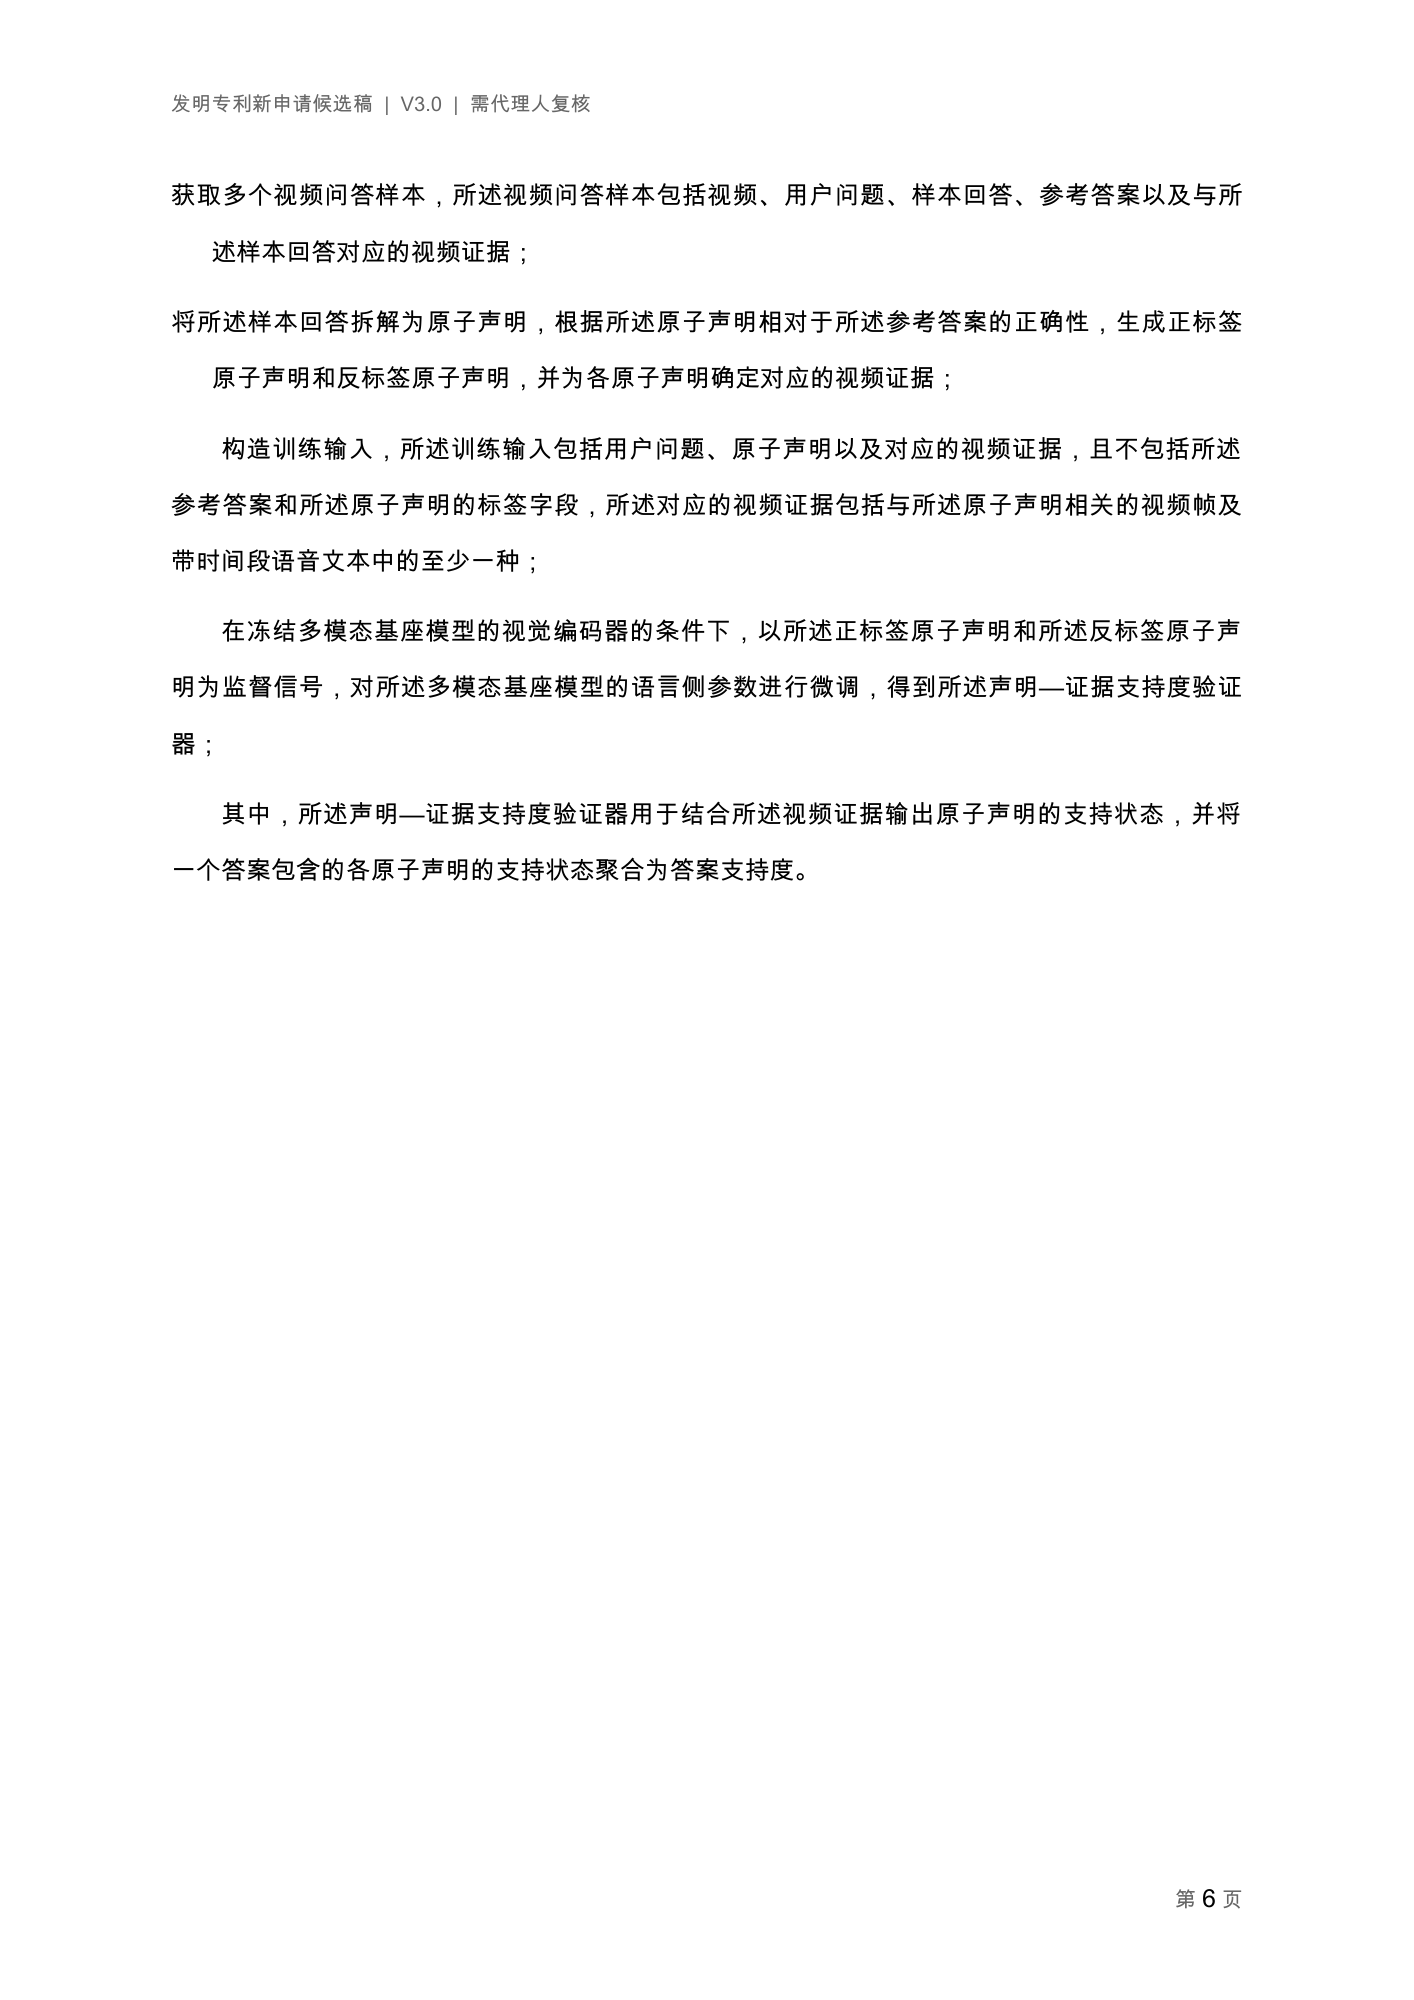 发明专利新申请候选稿 | V3.0 | 需代理人复核
获取多个视频问答样本，所述视频问答样本包括视频、用户问题、样本回答、参考答案以及与所
述样本回答对应的视频证据；
将所述样本回答拆解为原子声明，根据所述原子声明相对于所述参考答案的正确性，生成正标签
原子声明和反标签原子声明，并为各原子声明确定对应的视频证据；
构造训练输入，所述训练输入包括用户问题、原子声明以及对应的视频证据，且不包括所述
参考答案和所述原子声明的标签字段，所述对应的视频证据包括与所述原子声明相关的视频帧及
带时间段语音文本中的至少一种；
在冻结多模态基座模型的视觉编码器的条件下，以所述正标签原子声明和所述反标签原子声
明为监督信号，对所述多模态基座模型的语言侧参数进行微调，得到所述声明—证据支持度验证
器；
其中，所述声明—证据支持度验证器用于结合所述视频证据输出原子声明的支持状态，并将
一个答案包含的各原子声明的支持状态聚合为答案支持度。
第 6 页